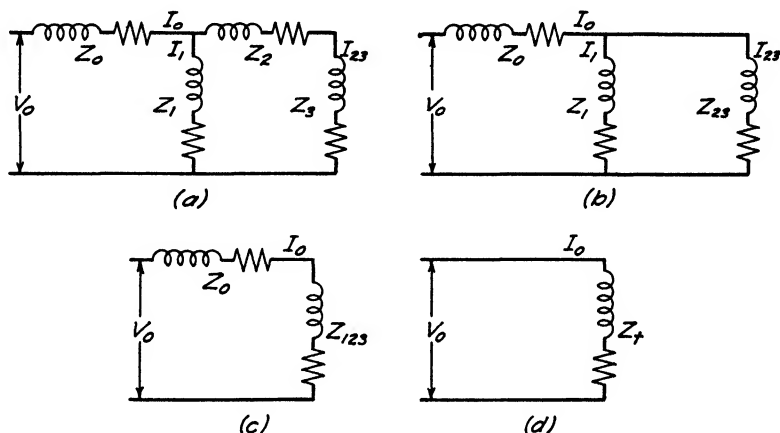 I₀ I₀
Z₀ I₁ Z₂ I₂₃ Z₀ I₁ I₂₃
V₀ Z₁ Z₃ V₀ Z₁ Z₂₃
(a) (b)
I₀ I₀
Z₀
V₀ Z₁₂₃ V₀ Zₜ
(c) (d)